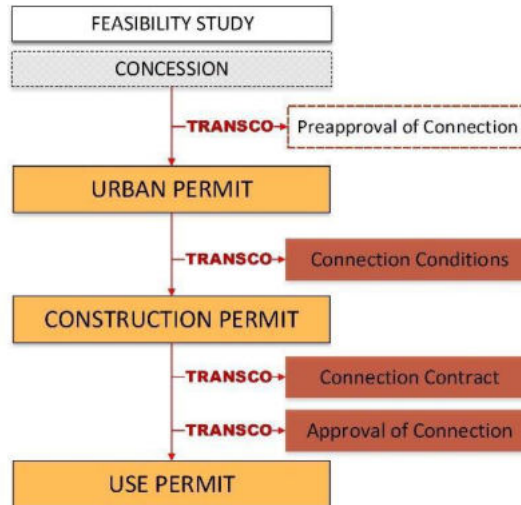 FEASIBILITY STUDY
CONCESSION
TRANSCO
Preapproval of Connection
URBAN PERMIT
TRANSCO
Connection Conditions
CONSTRUCTION PERMIT
TRANSCO
Connection Contract
TRANSCO
Approval of Connection
USE PERMIT